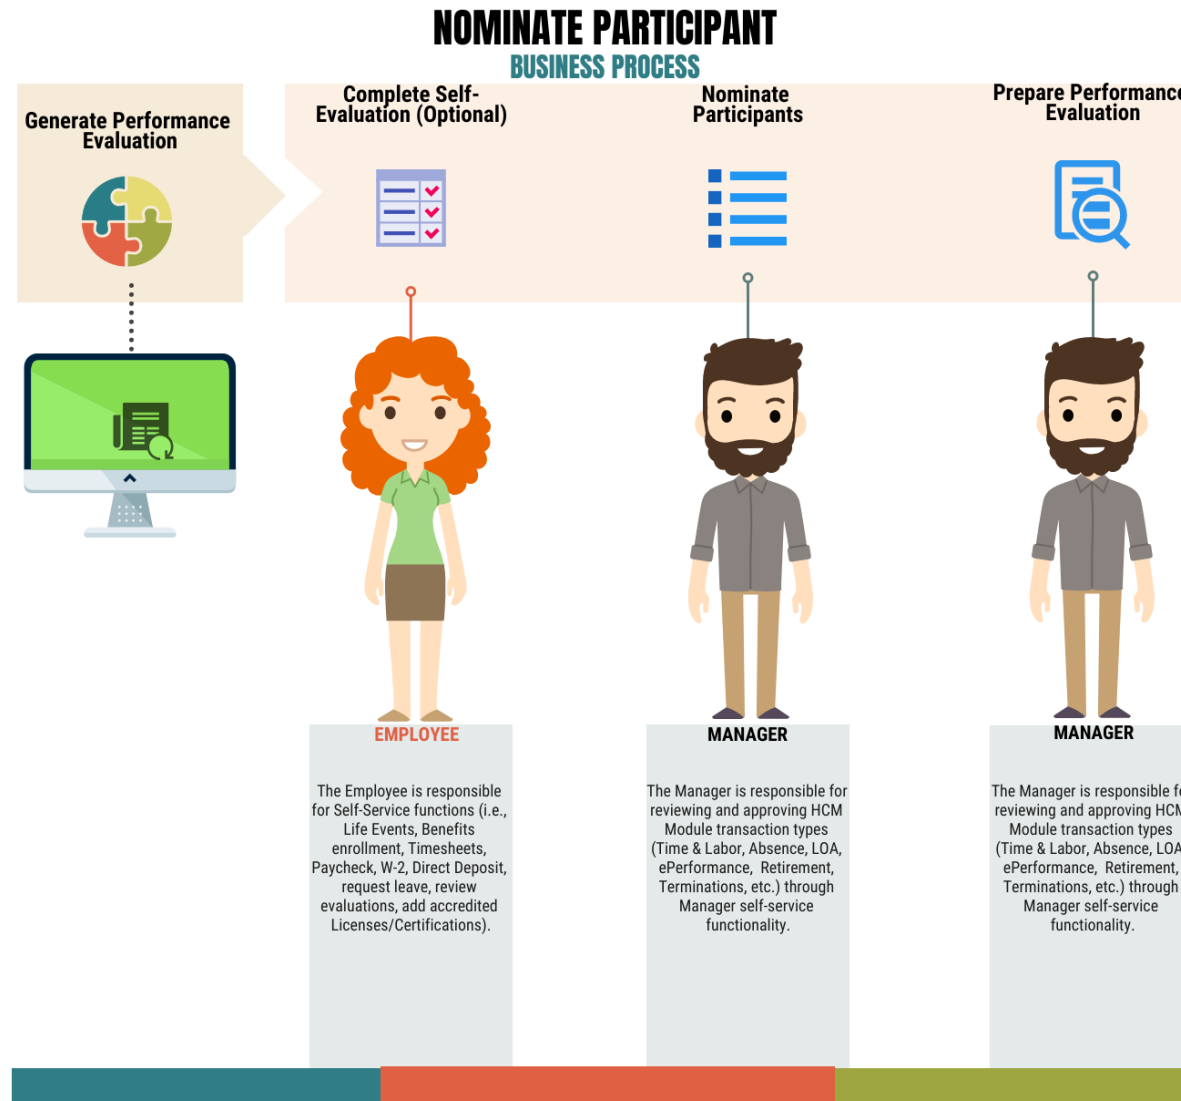 NOMINATE PARTICIPANT
BUSINESS PROCESS
Generate Performance
Evaluation
Complete Self-
Evaluation (Optional)
Nominate
Participants
Prepare Performance
Evaluation
EMPLOYEE
The Employee is responsible
for Self-Service functions (i.e.,
Life Events, Benefits
enrollment, Timesheets,
Paycheck, W-2, Direct Deposit,
request leave, review
evaluations, add accredited
Licenses/Certifications).
MANAGER
The Manager is responsible for
reviewing and approving HCM
Module transaction types
(Time & Labor, Absence, LOA,
ePerformance, Retirement,
Terminations, etc.) through
Manager self-service
functionality.
MANAGER
The Manager is responsible
reviewing and approving HCM
Module transaction types
(Time & Labor, Absence, LOA
ePerformance, Retirement,
Terminations, etc.) through
Manager self-service
functionality.